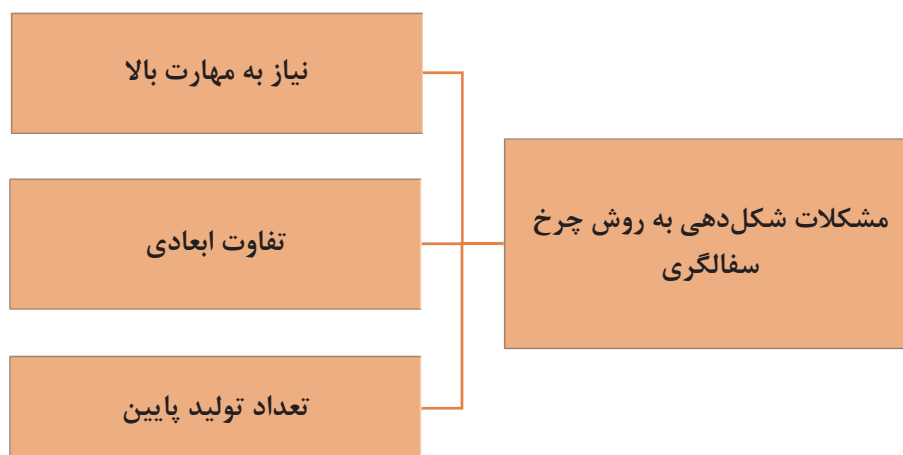 مشکلات شکل‌دهی به روش چرخ
سفالگری
نیاز به مهارت بالا
تفاوت ابعادی
تعداد تولید پایین